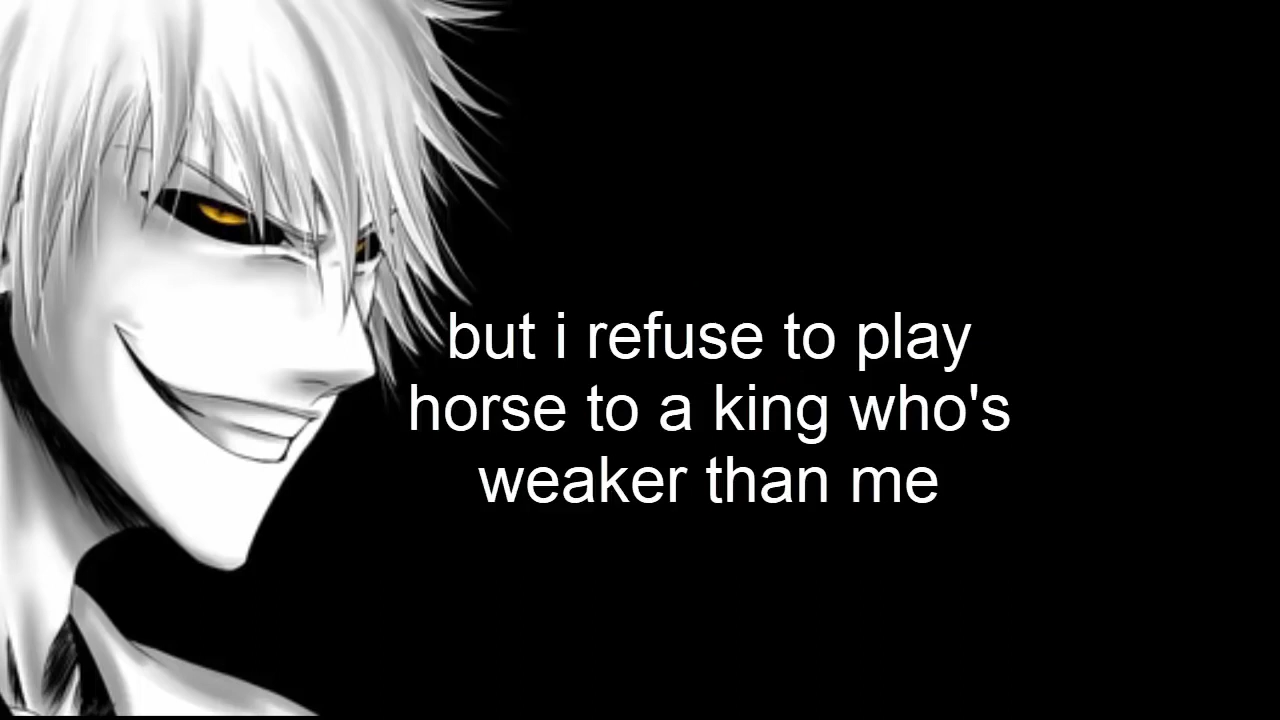 but i refuse to play
horse to a king who's
weaker than me